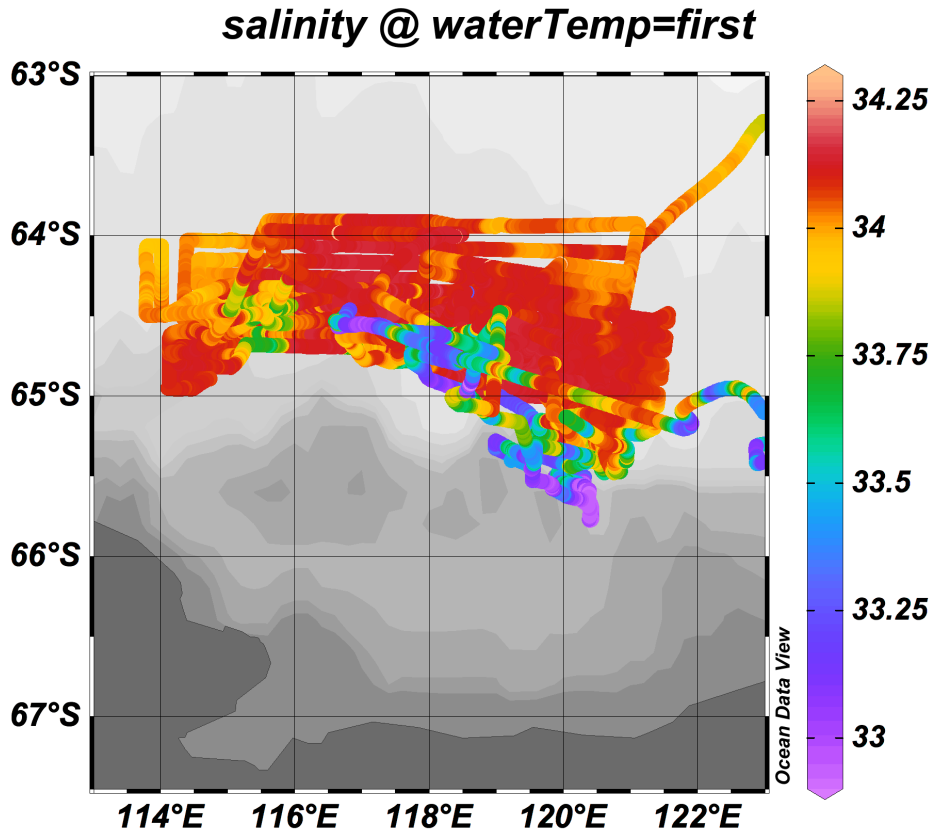 salinity @ waterTemp=first
63°S
64°S
65°S
66°S
67°S
114°E
116°E
118°E
120°E
122°E
Ocean Data View
34.25
34
33.75
33.5
33.25
33